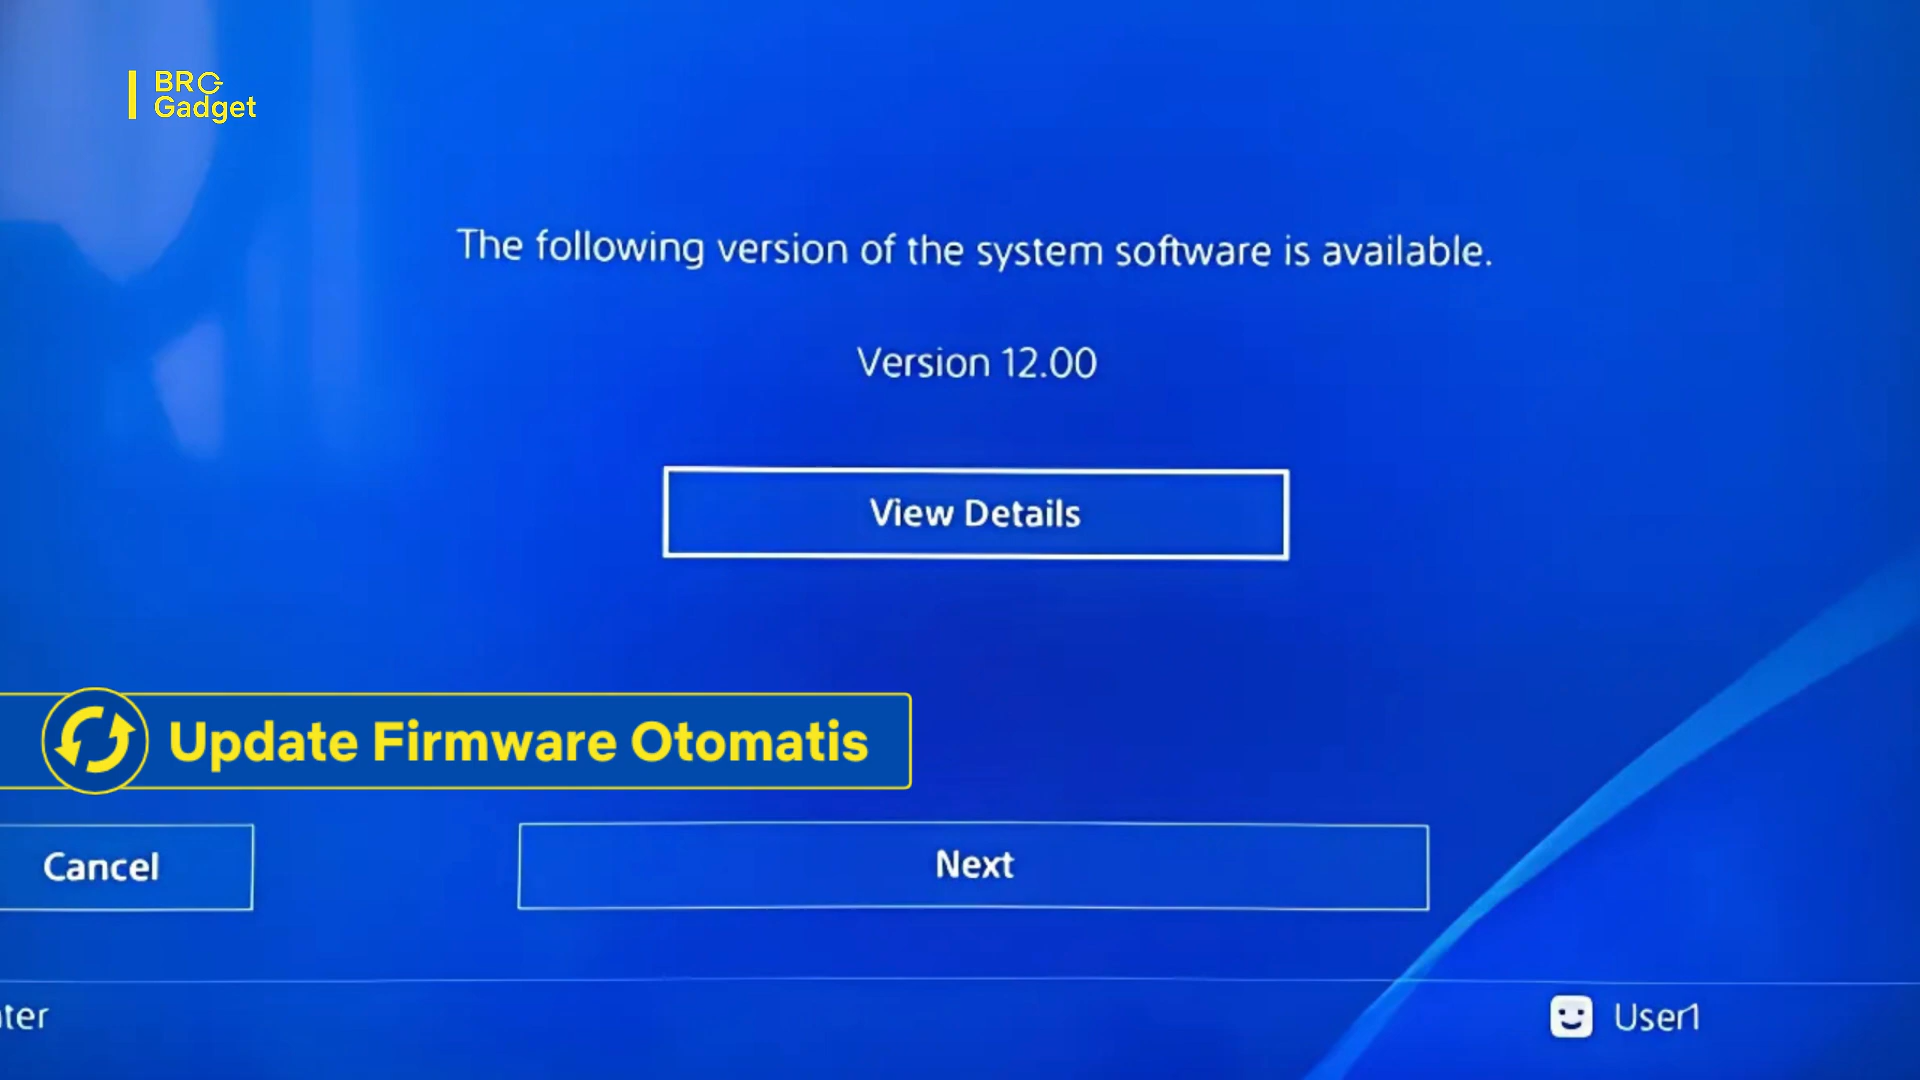 BRO
Gadget
The following version of the system software is available.
Version 12.00
View Details
Update Firmware Otomatis
Cancel
Next
ter
User1